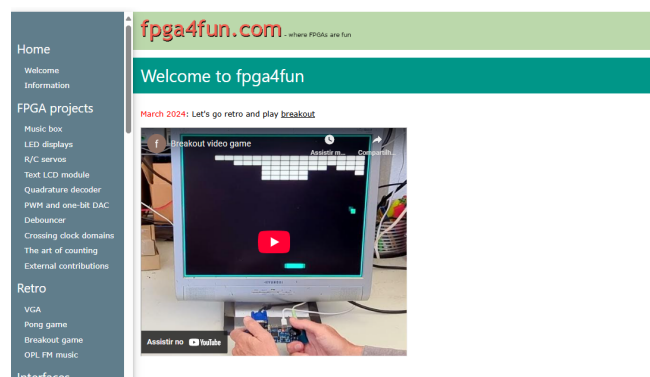 Home
Welcome
Information
FPGA projects
Music box
LED displays
R/C servos
Text LCD module
Quadrature decoder
PWM and one-bit DAC
Debouncer
Crossing clock domains
The art of counting
External contributions
Retro
VGA
Pong game
Breakout game
OPL FM music
Interfaces
fpga4fun.com - where FPGAs are fun
Welcome to fpga4fun
March 2024: Let's go retro and play breakout
f Breakout video game
Assistir m... Compartilh...
Assistir no YouTube